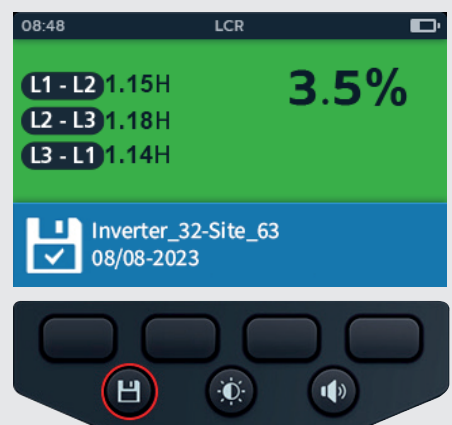 08:48 LCR
L1 - L2 1.15H 3.5%
L2 - L3 1.18H
L3 - L1 1.14H
Inverter_32-Site_63
08/08-2023